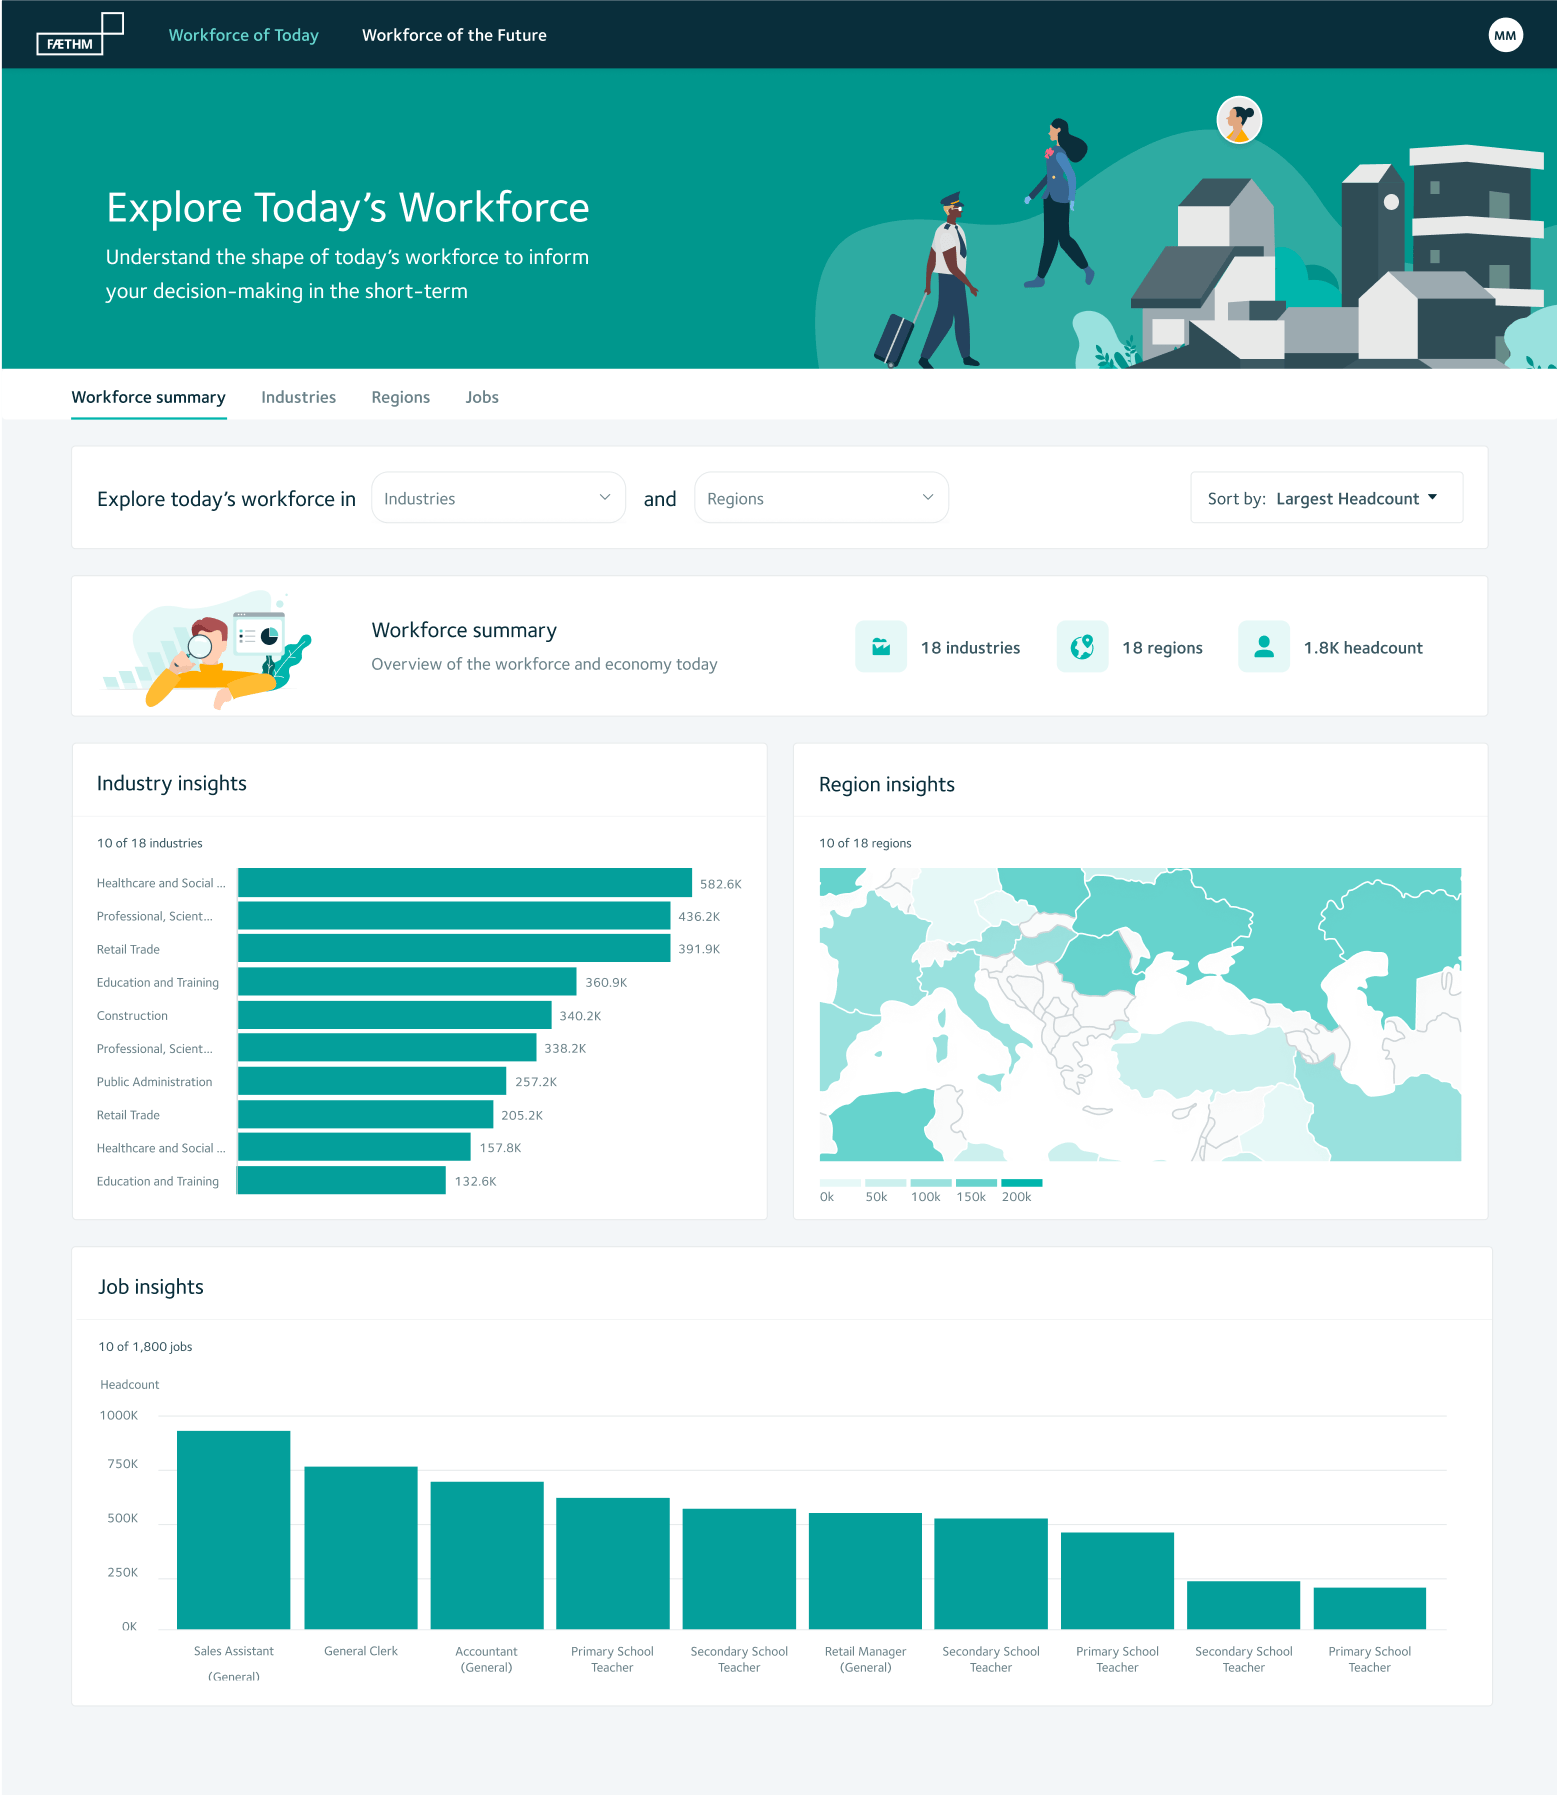 FÆTHM
Workforce of Today
Workforce of the Future
MM
Explore Today's Workforce
Understand the shape of today's workforce to inform
your decision-making in the short-term
Workforce summary
Industries
Regions
Jobs
Explore today's workforce in
Industries
and
Regions
Sort by: Largest Headcount
Workforce summary
Overview of the workforce and economy today
18 industries
18 regions
1.8K headcount
Industry insights
10 of 18 industries
Healthcare and Social ...
582.6K
Professional, Scient...
436.2K
Retail Trade
391.9K
Education and Training
360.9K
Construction
340.2K
Professional, Scient...
338.2K
Public Administration
257.2K
Retail Trade
205.2K
Healthcare and Social ...
157.8K
Education and Training
132.6K
Region insights
10 of 18 regions
0k
50k
100k
150k
200k
Job insights
10 of 1,800 jobs
Headcount
1000K
750K
500K
250K
0K
Sales Assistant
(General)
General Clerk
Accountant
(General)
Primary School
Teacher
Secondary School
Teacher
Retail Manager
(General)
Secondary School
Teacher
Primary School
Teacher
Secondary School
Teacher
Primary School
Teacher